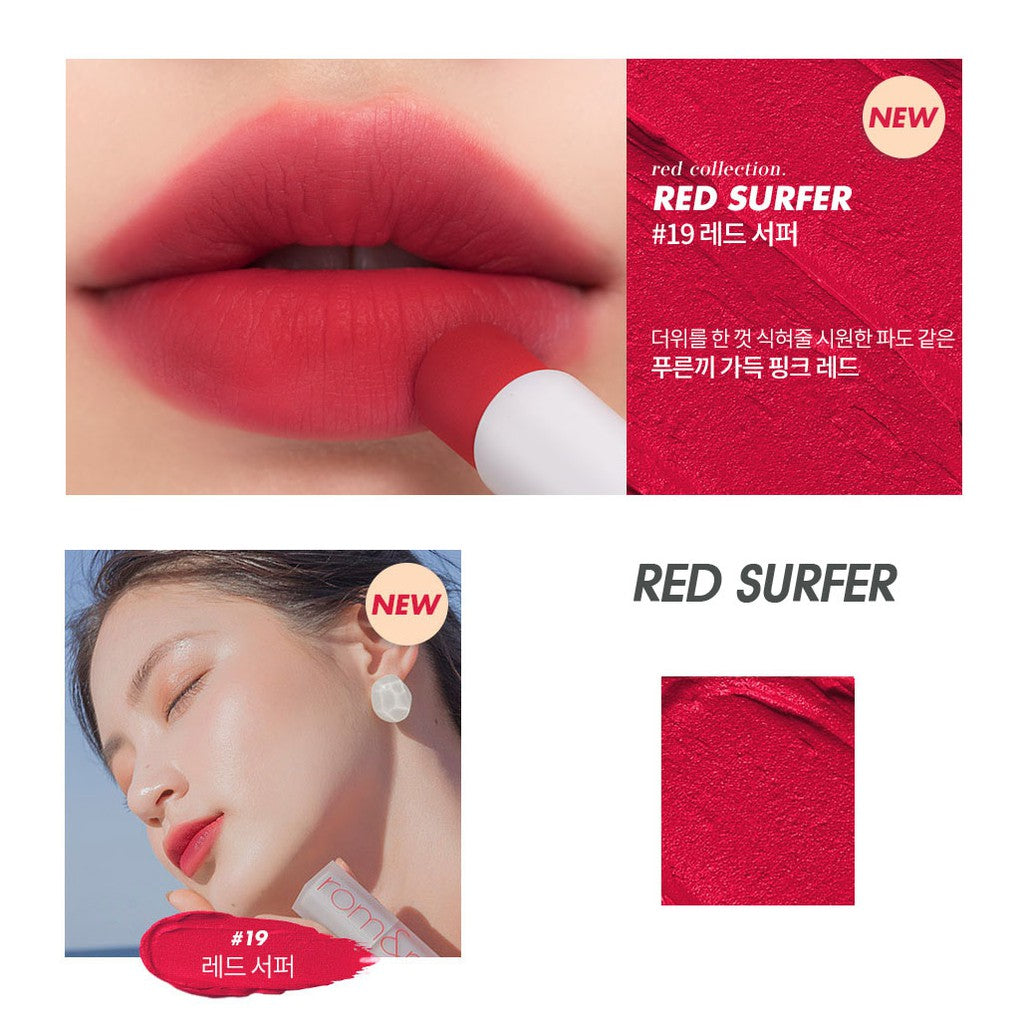 NEW
red collection.
RED SURFER
#19 레드 서퍼
더위를 한 껏 식혀줄 시원한 파도 같은
푸른끼 가득 핑크 레드
NEW
RED SURFER
rom&
#19
레드 서퍼